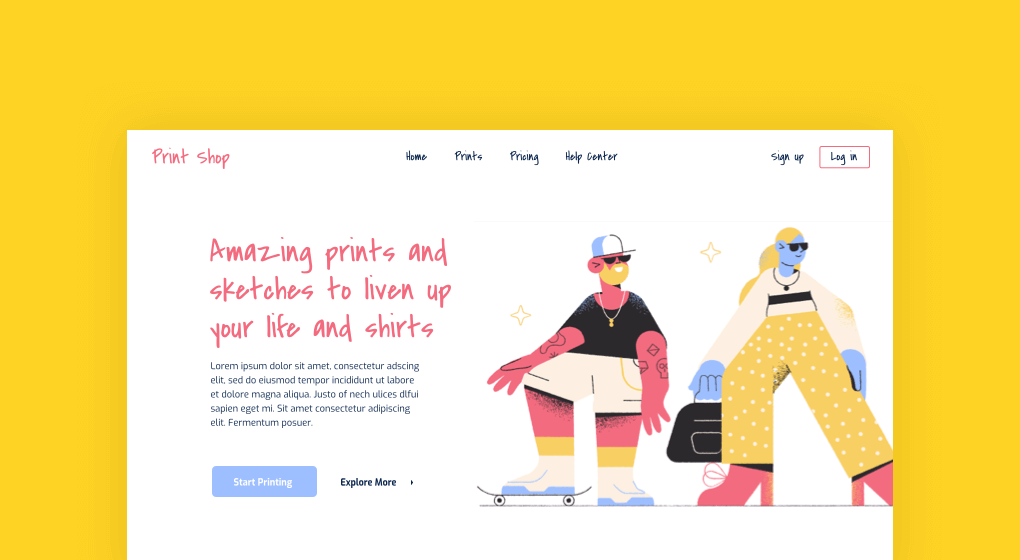 Print Shop
Home Prints Pricing Help Center
Sign up Log in
Amazing prints and
sketches to liven up
your life and shirts
Lorem ipsum dolor sit amet, consectetur adscing
elit, sed do eiusmod tempor incididunt ut labore
et dolore magna aliqua. Justo of nech ulices dlfui
sapien eget mi. Sit amet consectetur adipiscing
elit. Fermentum posuer.
Start Printing Explore More